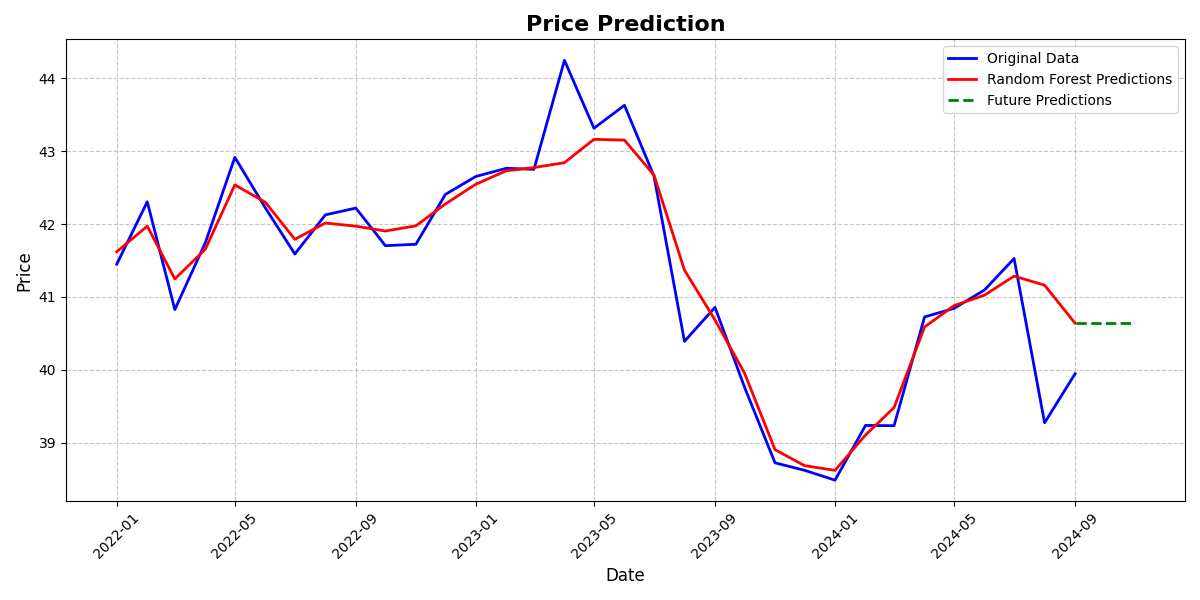 Price Prediction
Original Data
Random Forest Predictions
Future Predictions
Price
44
43
42
41
40
39
2022-01
2022-05
2022-09
2023-01
2023-05
2023-09
2024-01
2024-05
2024-09
Date